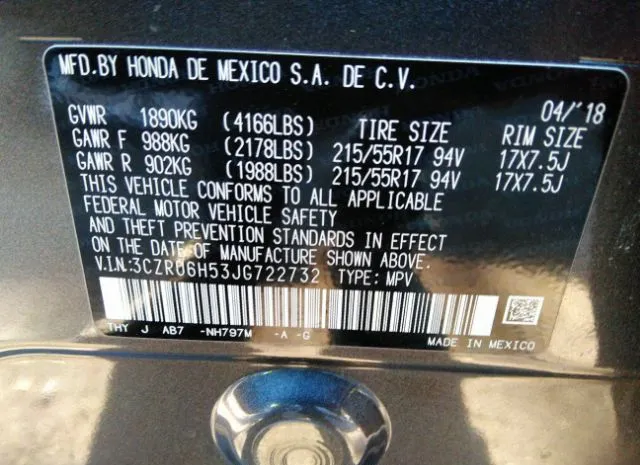 MFD.BY HONDA DE MEXICO S.A. DE C.V.
04/'18
GVWR 1890KG (4166LBS) TIRE SIZE RIM SIZE
GAWR F 988KG (2178LBS) 215/55R17 94V 17X7.5J
GAWR R 902KG (1988LBS) 215/55R17 94V 17X7.5J
THIS VEHICLE CONFORMS TO ALL APPLICABLE
FEDERAL MOTOR VEHICLE SAFETY
AND THEFT PREVENTION STANDARDS IN EFFECT
ON THE DATE OF MANUFACTURE SHOWN ABOVE.
V.I.N:3CZRU6H53JG722732 TYPE: MPV
THY J AB7 -NH797M -A -G
MADE IN MEXICO